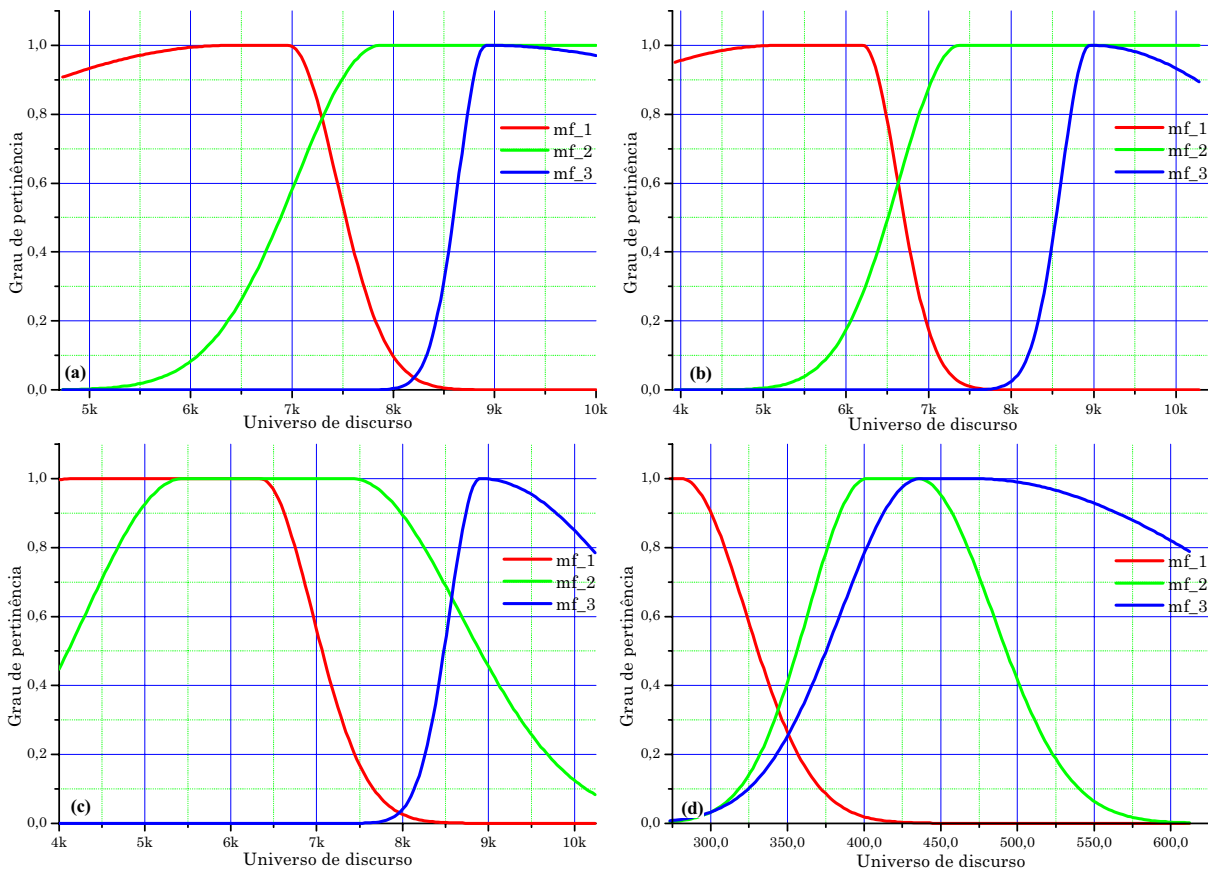 1,0
0,8
0,6
0,4
0,2
0,0
Grau de pertinência
mf_1
mf_2
mf_3
(a)
5k 6k 7k 8k 9k 10k
Universo de discurso
1,0
0,8
0,6
0,4
0,2
0,0
Grau de pertinência
mf_1
mf_2
mf_3
(b)
4k 5k 6k 7k 8k 9k 10k
Universo de discurso
1,0
0,8
0,6
0,4
0,2
0,0
Grau de pertinência
mf_1
mf_2
mf_3
(c)
4k 5k 6k 7k 8k 9k 10k
Universo de discurso
1,0
0,8
0,6
0,4
0,2
0,0
Grau de pertinência
mf_1
mf_2
mf_3
(d)
300,0 350,0 400,0 450,0 500,0 550,0 600,0
Universo de discurso